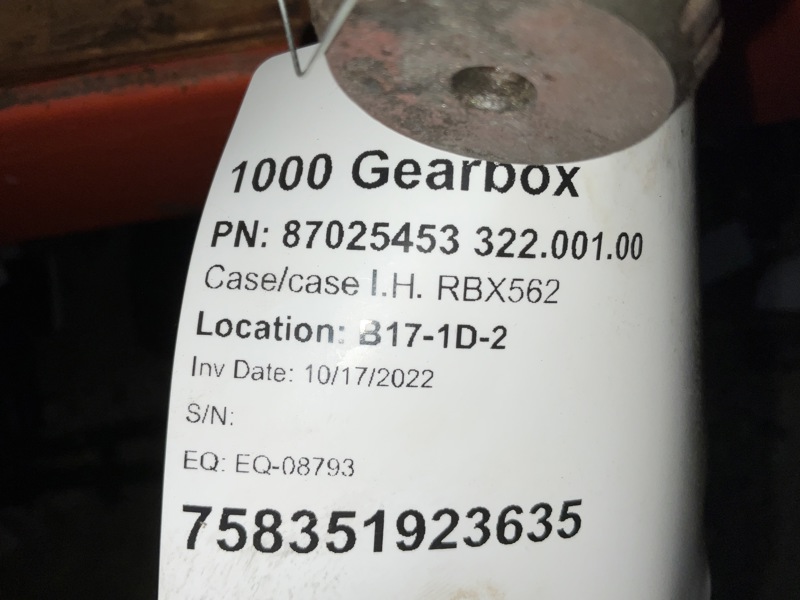 1000 Gearbox
PN: 87025453 322.001.00
Case/case I.H. RBX562
Location: B17-1D-2
Inv Date: 10/17/2022
S/N:
EQ: EQ-08793
758351923635